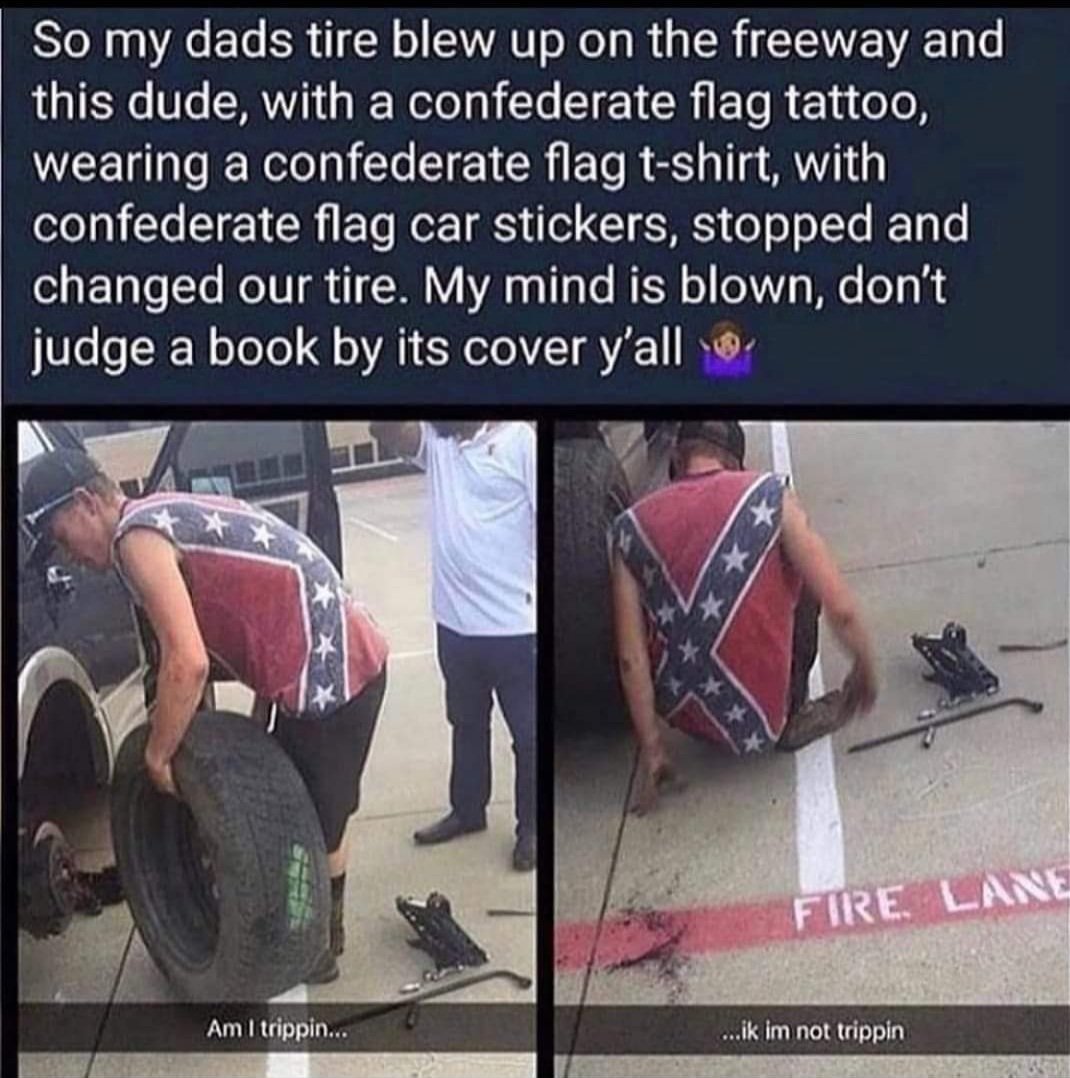 So my dads tire blew up on the freeway and
this dude, with a confederate flag tattoo,
wearing a confederate flag t-shirt, with
confederate flag car stickers, stopped and
changed our tire. My mind is blown, don't
judge a book by its cover y'all 🤷🏽‍♀️
FIRE LANE
Am I trippin...
...ik im not trippin